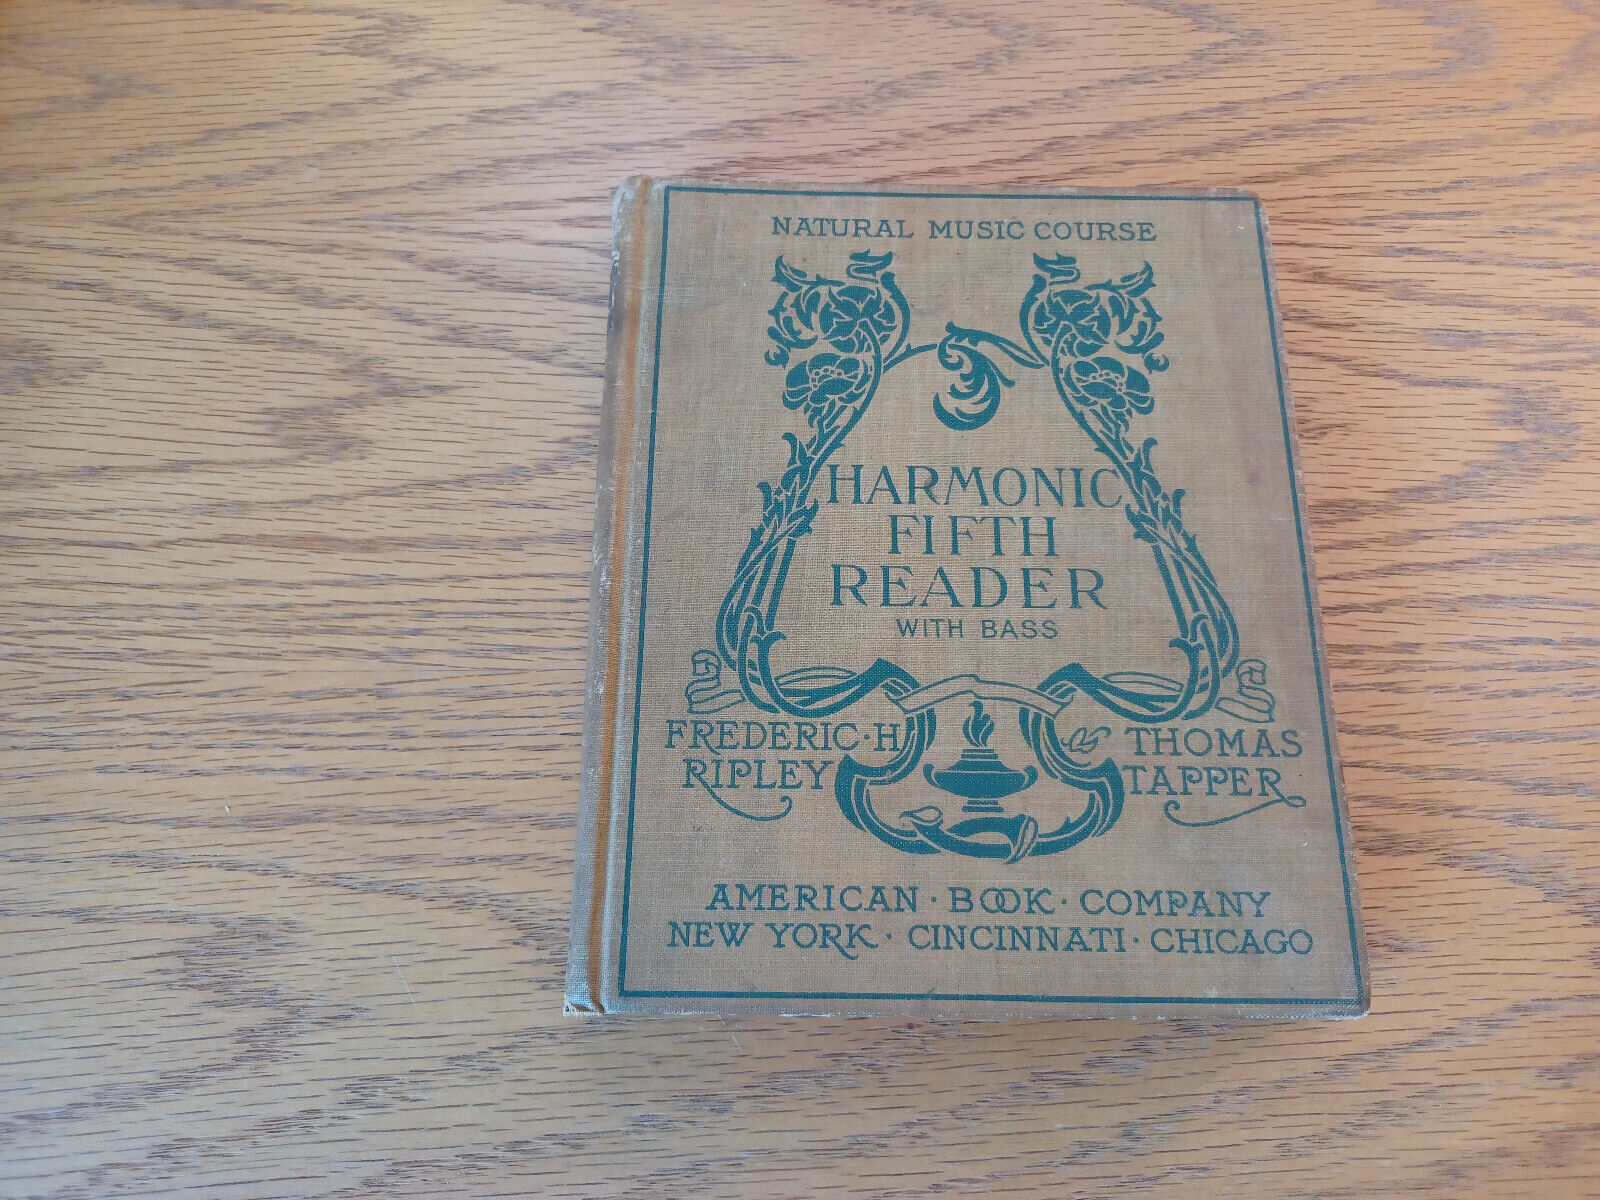 NATURAL MUSIC COURSE
HARMONIC
FIFTH
READER
WITH BASS
FREDERIC · H
RIPLEY
& THOMAS
TAPPER
AMERICAN · BOOK · COMPANY
NEW YORK · CINCINNATI · CHICAGO